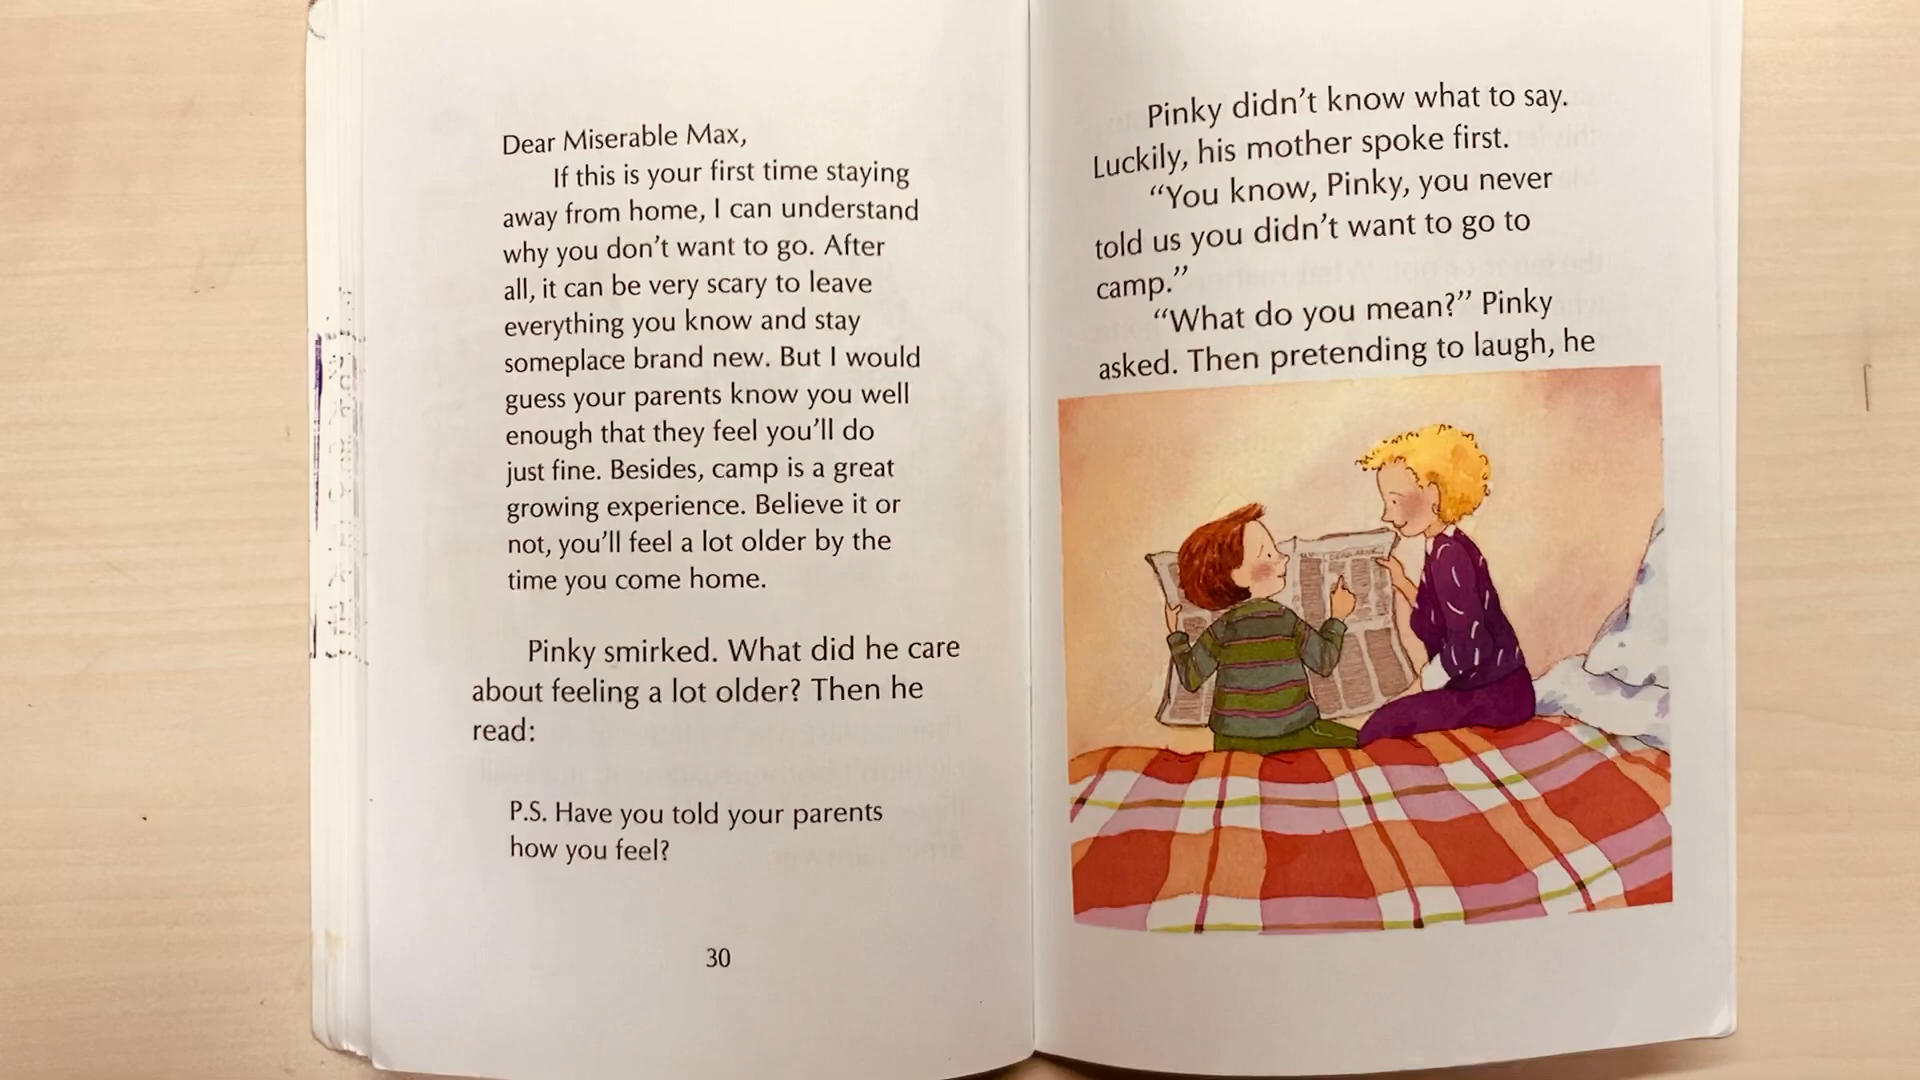 Dear Miserable Max,
If this is your first time staying
away from home, I can understand
why you don’t want to go. After
all, it can be very scary to leave
everything you know and stay
someplace brand new. But I would
guess your parents know you well
enough that they feel you’ll do
just fine. Besides, camp is a great
growing experience. Believe it or
not, you’ll feel a lot older by the
time you come home.
Pinky smirked. What did he care
about feeling a lot older? Then he
read:
P.S. Have you told your parents
how you feel?
30
Pinky didn’t know what to say.
Luckily, his mother spoke first.
“You know, Pinky, you never
told us you didn’t want to go to
camp.”
“What do you mean?” Pinky
asked. Then pretending to laugh, he